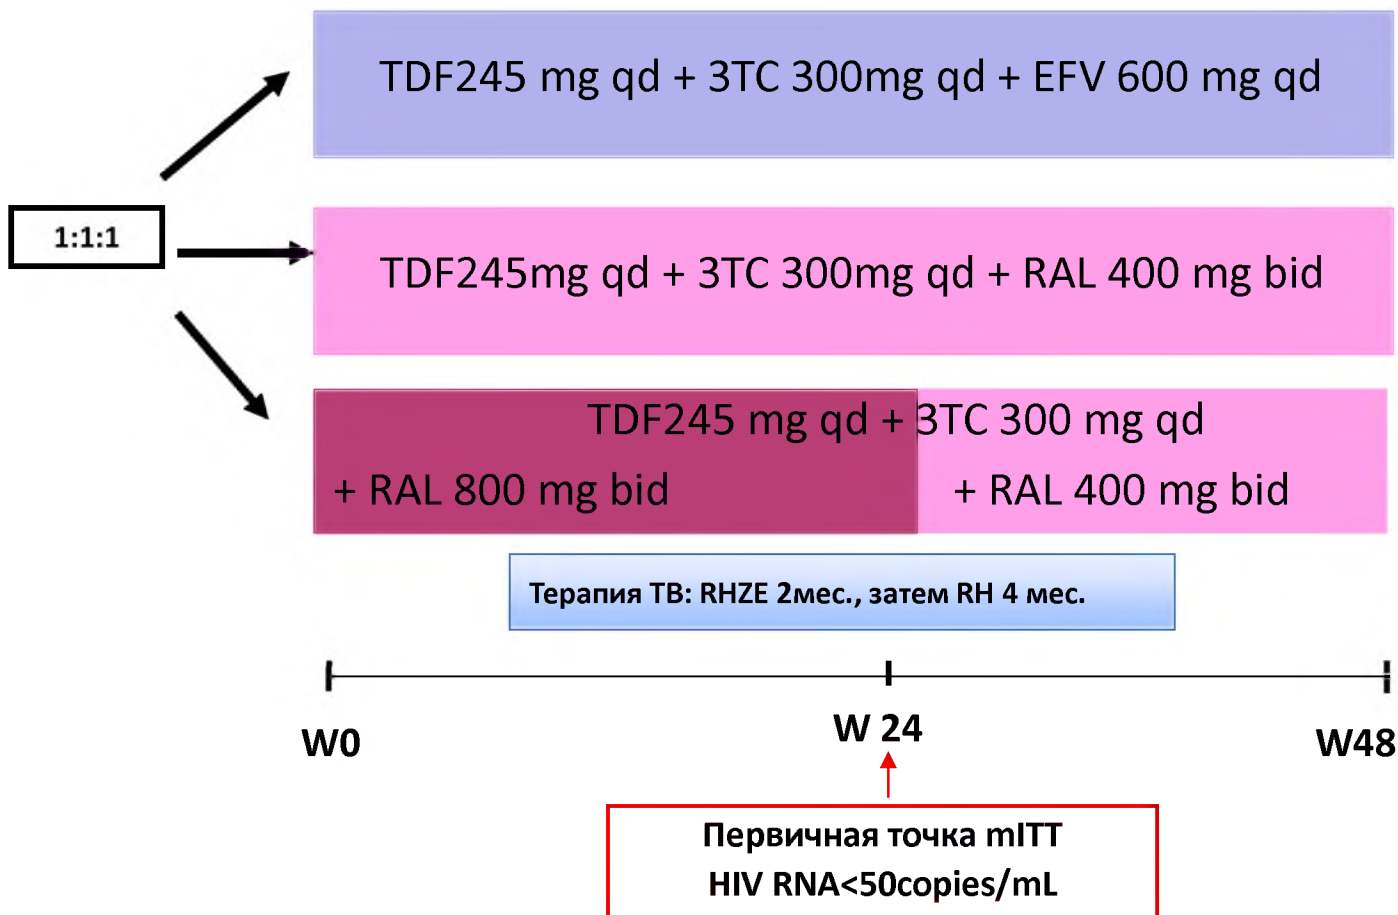 TDF245 mg qd + 3TC 300mg qd + EFV 600 mg qd
1:1:1
TDF245mg qd + 3TC 300mg qd + RAL 400 mg bid
TDF245 mg qd + 3TC 300 mg qd
+ RAL 800 mg bid + RAL 400 mg bid
Терапия ТВ: RHZE 2мес., затем RH 4 мес.
W0 W 24 W48
Первичная точка mITT
HIV RNA<50copies/mL